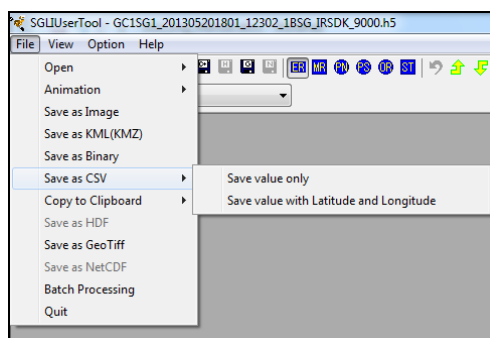 SGLIUserTool - GC1SG1_201305201801_12302_1BSG_IRSDK_9000.h5
File View Option Help
ER MR PN PS OR ST
Open
Animation
Save as Image
Save as KML(KMZ)
Save as Binary
Save as CSV
Save value only
Copy to Clipboard
Save value with Latitude and Longitude
Save as HDF
Save as GeoTiff
Save as NetCDF
Batch Processing
Quit